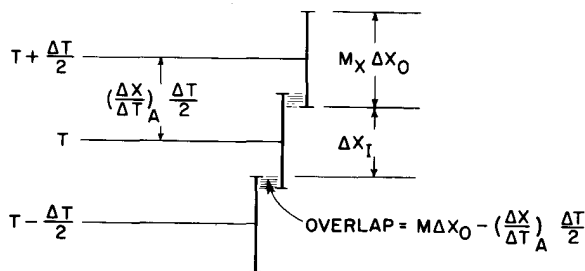 T + ΔT/2
(ΔX/ΔT)_A ΔT/2
M_X ΔX_O
T
ΔX_I
T − ΔT/2
OVERLAP = MΔX_O − (ΔX/ΔT)_A ΔT/2